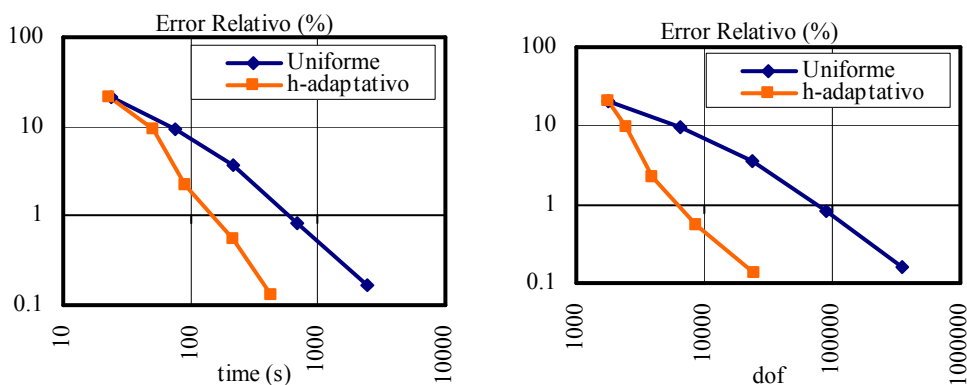 Error Relativo (%)
100
10
1
0.1
Uniforme
h-adaptativo
10
100
1000
10000
time (s)
Error Relativo (%)
100
10
1
0.1
Uniforme
h-adaptativo
1000
10000
100000
1000000
dof